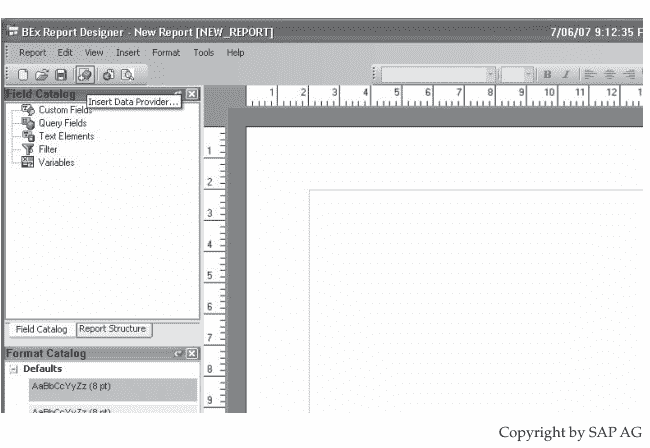 BEx Report Designer - New Report [NEW_REPORT] 7/06/07 9:12:35
Report Edit View Insert Format Tools Help
B I
Field Catalog
Insert Data Provider...
Custom Fields
Query Fields
Text Elements
Filter
Variables
1 2 3 4 5 6 7 8 9 10 11 12
1
2
3
4
5
6
7
8
9
Field Catalog Report Structure
Format Catalog
Defaults
AaBbCcYyZz (8 pt)
AaBbCcYyZz (8 pt)
Copyright by SAP AG